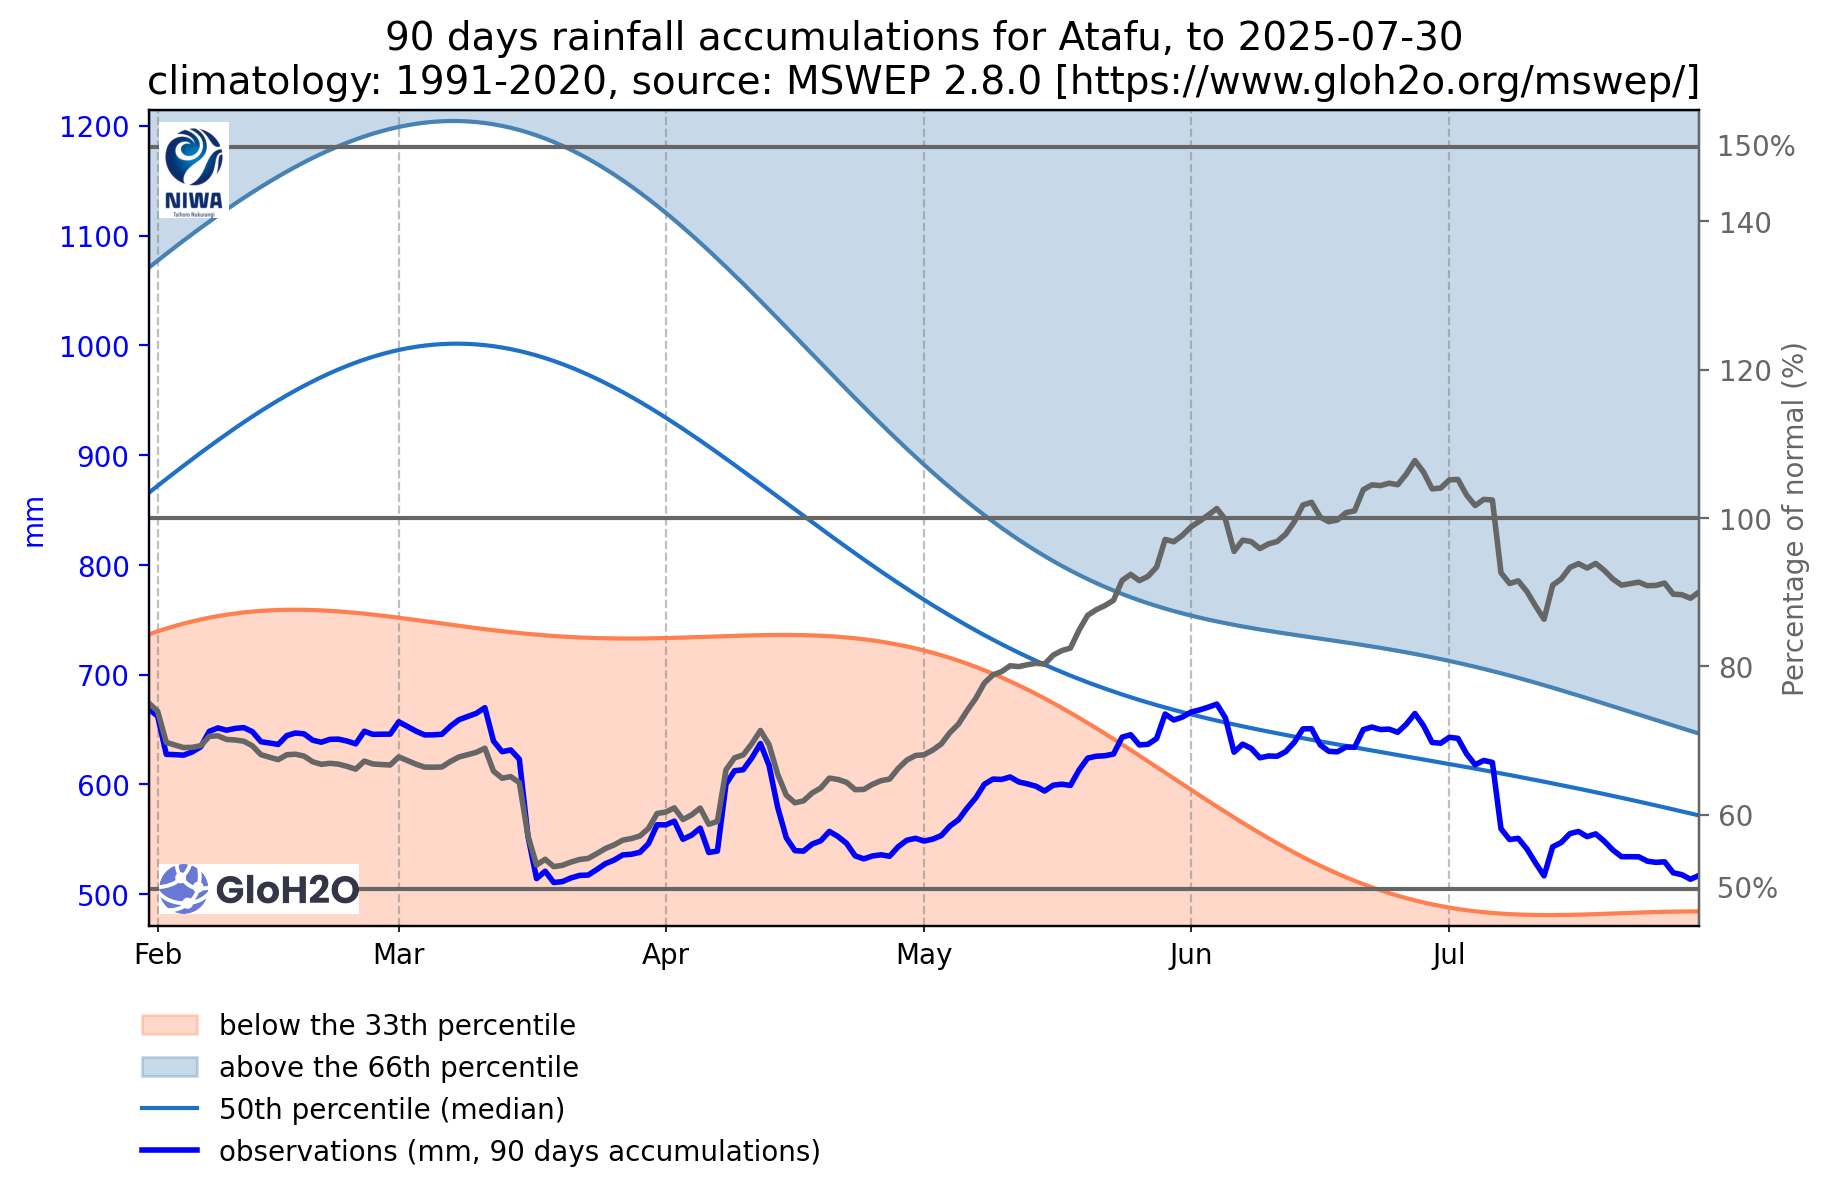 90 days rainfall accumulations for Atafu, to 2025-07-30
climatology: 1991-2020, source: MSWEP 2.8.0 [https://www.gloh2o.org/mswep/]
1200
1100
1000
900
800
700
600
500
mm
150%
140
120
100
80
60
50%
Percentage of normal (%)
NIWA
Taihoro Nukurangi
GloH2O
Feb
Mar
Apr
May
Jun
Jul
below the 33th percentile
above the 66th percentile
50th percentile (median)
observations (mm, 90 days accumulations)